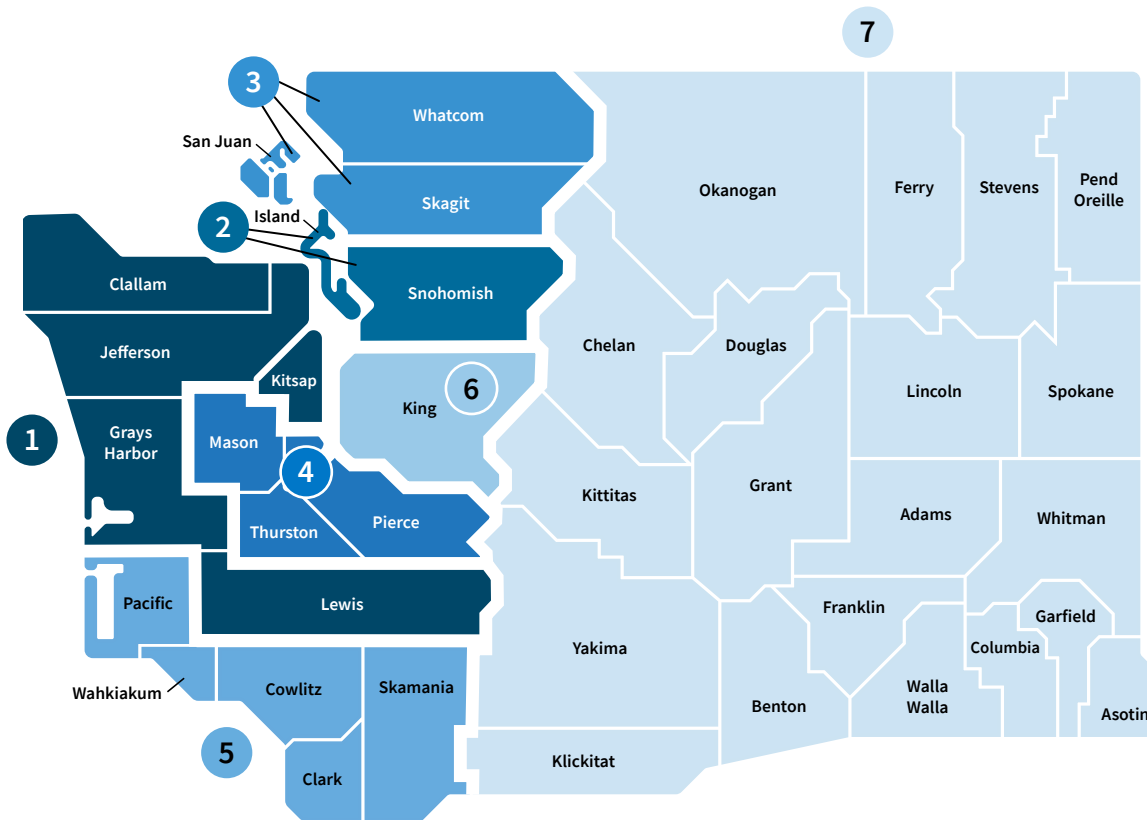 7
3
Whatcom
San Juan
Okanogan
Ferry
Stevens
Pend
Oreille
Skagit
Island
2
Clallam
Snohomish
Jefferson
Chelan
Douglas
Kitsap
6
King
Lincoln
Spokane
1
Grays
Harbor
Mason
4
Kittitas
Grant
Adams
Whitman
Thurston
Pierce
Pacific
Lewis
Franklin
Garfield
Yakima
Columbia
Wahkiakum
Cowlitz
Skamania
Walla
Walla
Benton
Asotin
5
Clark
Klickitat